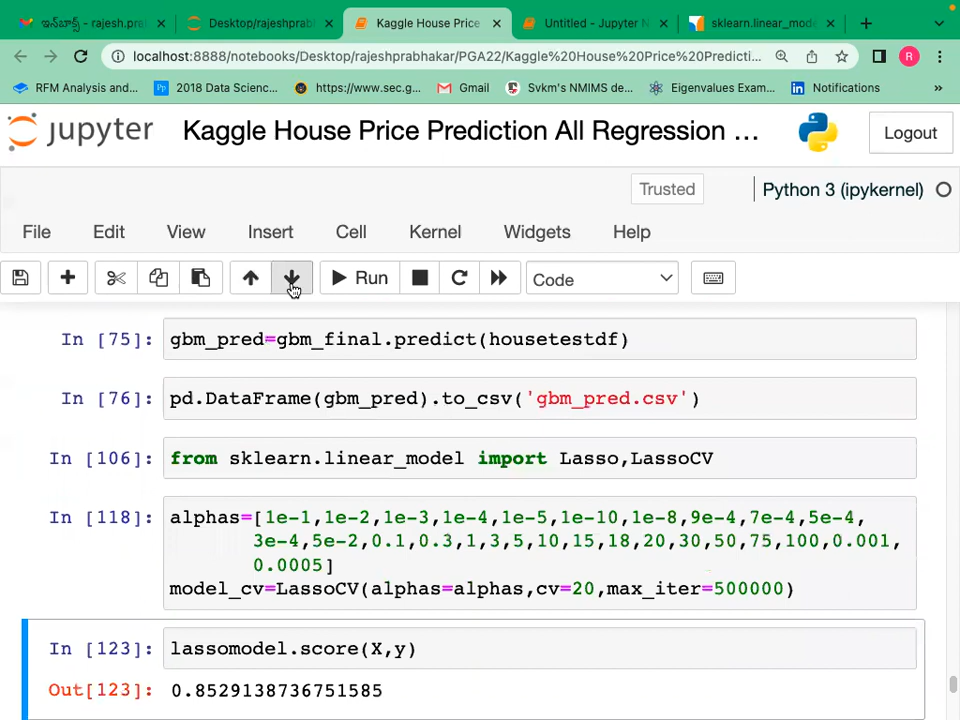 ఇన్‌బాక్స్ - rajesh.pra
Desktop/rajeshprabl
Kaggle House Price
Untitled - Jupyter N
sklearn.linear_mode
localhost:8888/notebooks/Desktop/rajeshprabhakar/PGA22/Kaggle%20House%20Price%20Predicti...
R
RFM Analysis and...
2018 Data Scienc...
https://www.sec.g...
Gmail
Svkm's NMIMS de...
Eigenvalues Exam...
Notifications
»
jupyter
Kaggle House Price Prediction All Regression ...
Logout
Trusted
Python 3 (ipykernel)
File Edit View Insert Cell Kernel Widgets Help
Run
Code
In [75]: gbm_pred=gbm_final.predict(housetestdf)
In [76]: pd.DataFrame(gbm_pred).to_csv('gbm_pred.csv')
In [106]: from sklearn.linear_model import Lasso,LassoCV
In [118]: alphas=[1e-1,1e-2,1e-3,1e-4,1e-5,1e-10,1e-8,9e-4,7e-4,5e-4,
3e-4,5e-2,0.1,0.3,1,3,5,10,15,18,20,30,50,75,100,0.001,
0.0005]
model_cv=LassoCV(alphas=alphas,cv=20,max_iter=500000)
In [123]: lassomodel.score(X,y)
Out[123]: 0.8529138736751585